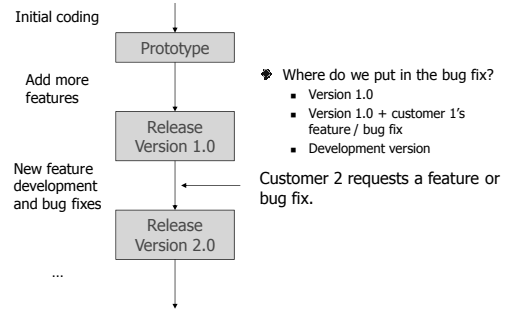 Initial coding
Prototype
Add more
features
Release
Version 1.0
New feature
development
and bug fixes
Release
Version 2.0
...
Where do we put in the bug fix?
Version 1.0
Version 1.0 + customer 1's
feature / bug fix
Development version
Customer 2 requests a feature or
bug fix.